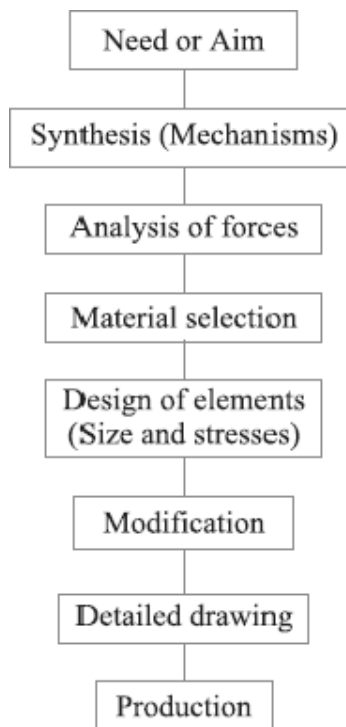 Need or Aim
Synthesis (Mechanisms)
Analysis of forces
Material selection
Design of elements
(Size and stresses)
Modification
Detailed drawing
Production